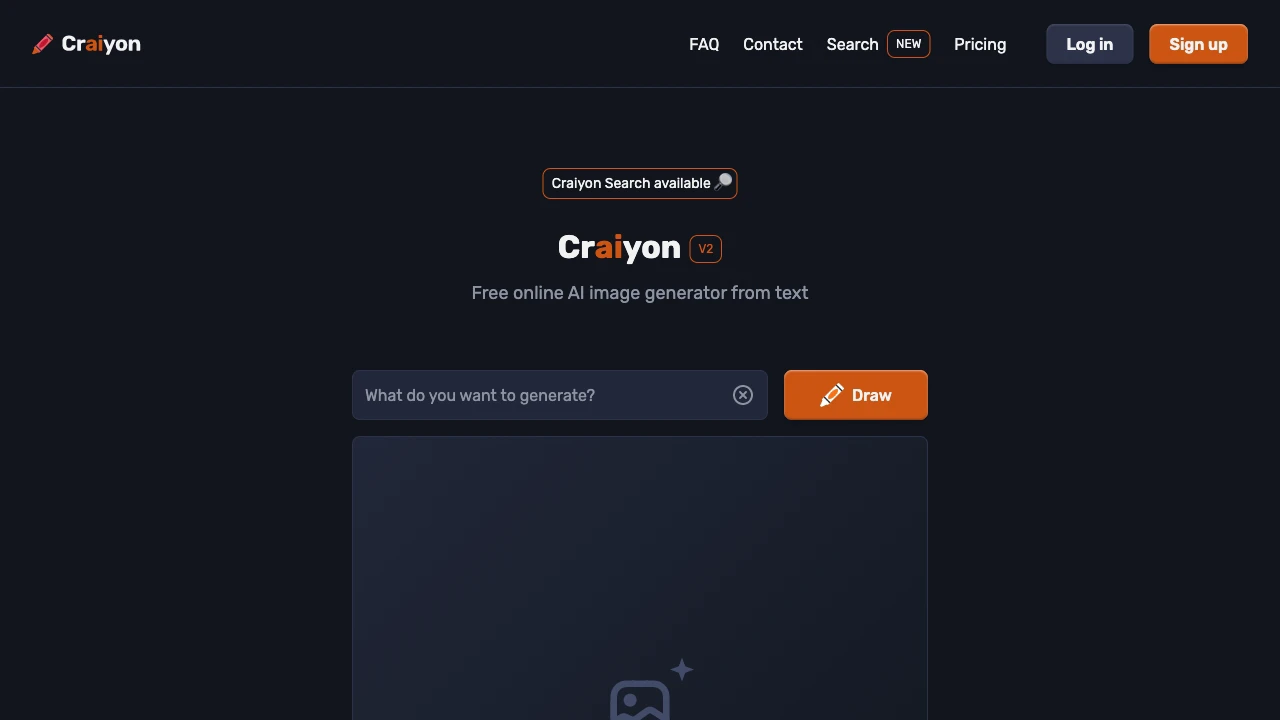 Craiyon
FAQ Contact Search NEW Pricing Log in Sign up
Craiyon Search available
Craiyon V2
Free online AI image generator from text
What do you want to generate?
Draw